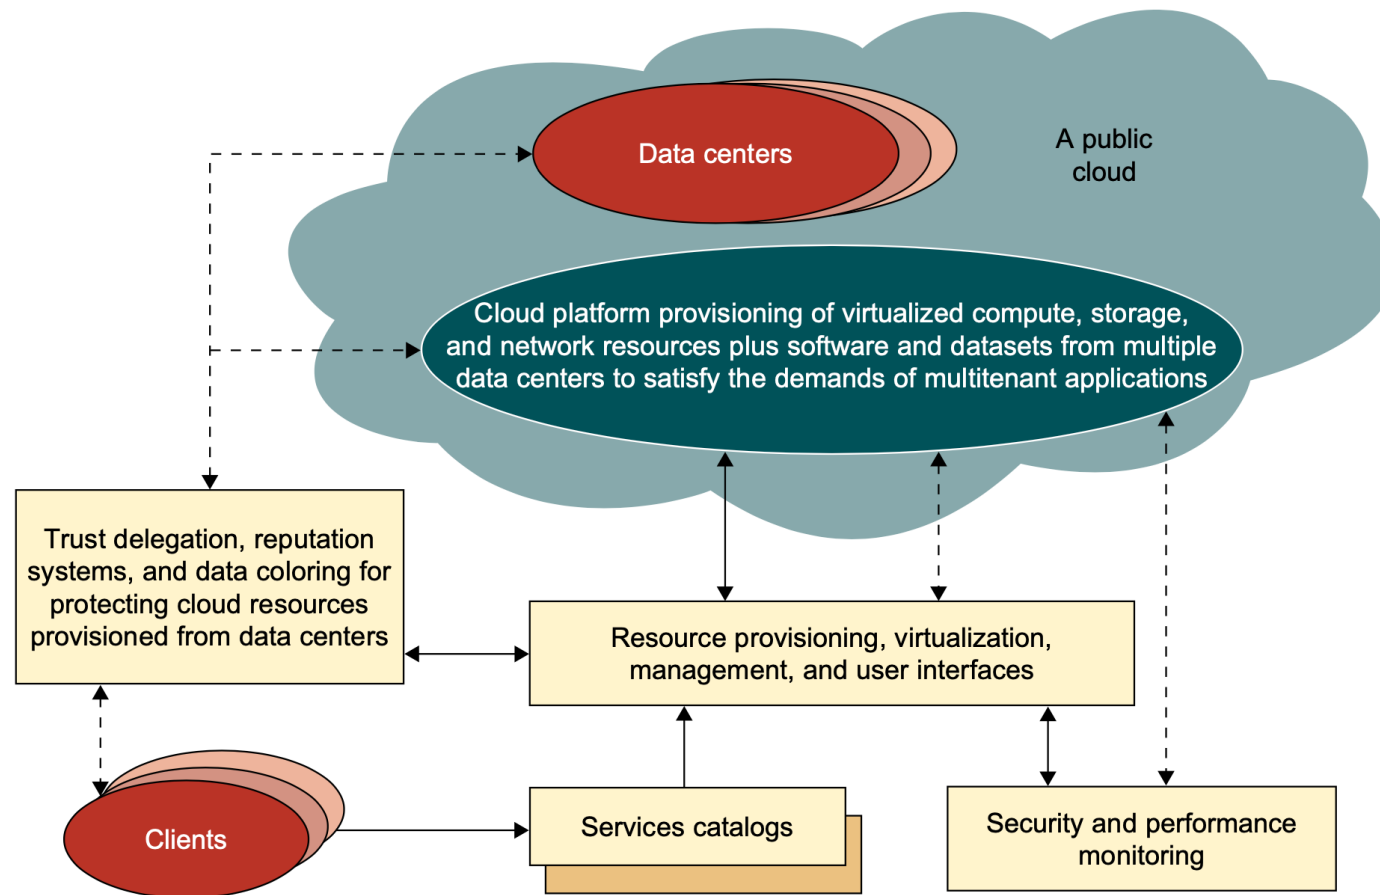 Data centers
A public
cloud
Cloud platform provisioning of virtualized compute, storage,
and network resources plus software and datasets from multiple
data centers to satisfy the demands of multitenant applications
Trust delegation, reputation
systems, and data coloring for
protecting cloud resources
provisioned from data centers
Resource provisioning, virtualization,
management, and user interfaces
Clients
Services catalogs
Security and performance
monitoring